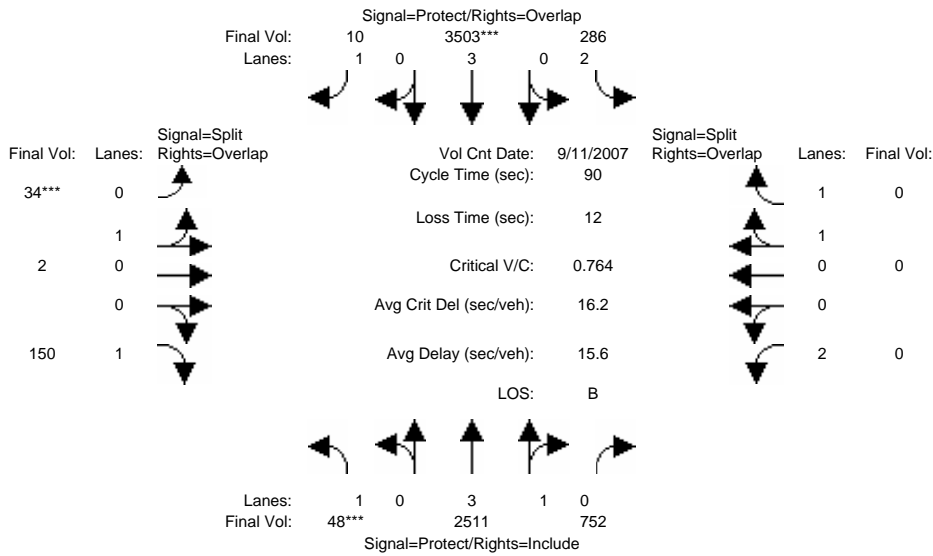 Signal=Protect/Rights=Overlap
Final Vol: 10 3503*** 286
Lanes: 1 0 3 0 2
Signal=Split Signal=Split
Final Vol: Lanes: Rights=Overlap Vol Cnt Date: 9/11/2007 Rights=Overlap Lanes: Final Vol:
Cycle Time (sec): 90
34*** 0 1 0
Loss Time (sec): 12
1 1
2 0 Critical V/C: 0.764 0 0
0 Avg Crit Del (sec/veh): 16.2 0
150 1 Avg Delay (sec/veh): 15.6 2 0
LOS: B
Lanes: 1 0 3 1 0
Final Vol: 48*** 2511 752
Signal=Protect/Rights=Include